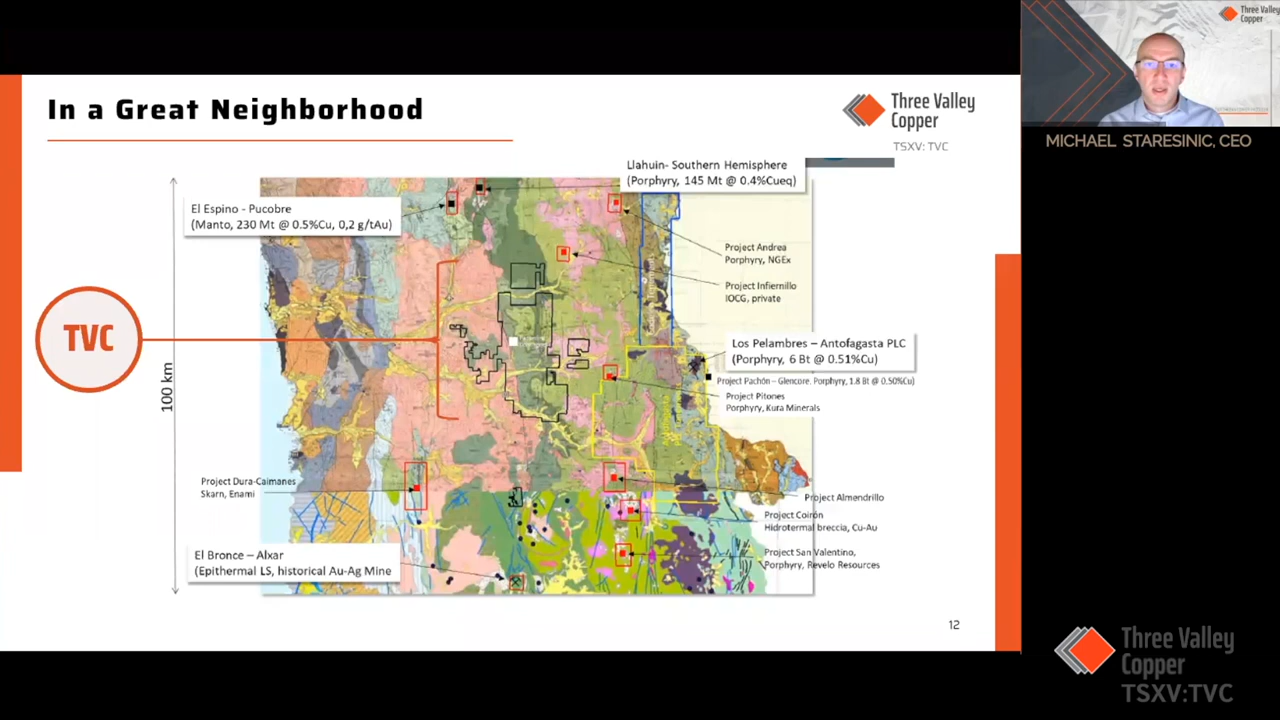 In a Great Neighborhood
Three Valley
Copper
TSXV: TVC
Llahuin- Southern Hemisphere
(Porphyry, 145 Mt @ 0.4%Cueq)
El Espino - Pucobre
(Manto, 230 Mt @ 0.5%Cu, 0,2 g/tAu)
Project Andrea
Porphyry, NGEx
Project Infiernillo
IOCG, private
TVC
100 km
Los Pelambres – Antofagasta PLC
(Porphyry, 6 Bt @ 0.51%Cu)
Project Pachón – Glencore. Porphyry, 1.8 Bt @ 0.50%Cu)
Project Pitones
Porphyry, Kura Minerals
Project Dura-Caimanes
Skarn, Enami
Project Almendrillo
Project Coirón
Hidrotermal breccia, Cu-Au
El Bronce – Alxar
(Epithermal LS, historical Au-Ag Mine
Project San Valentino,
Porphyry, Revelo Resources
12
Three Valley
Copper
MICHAEL STARESINIC, CEO
Three Valley
Copper
TSXV:TVC